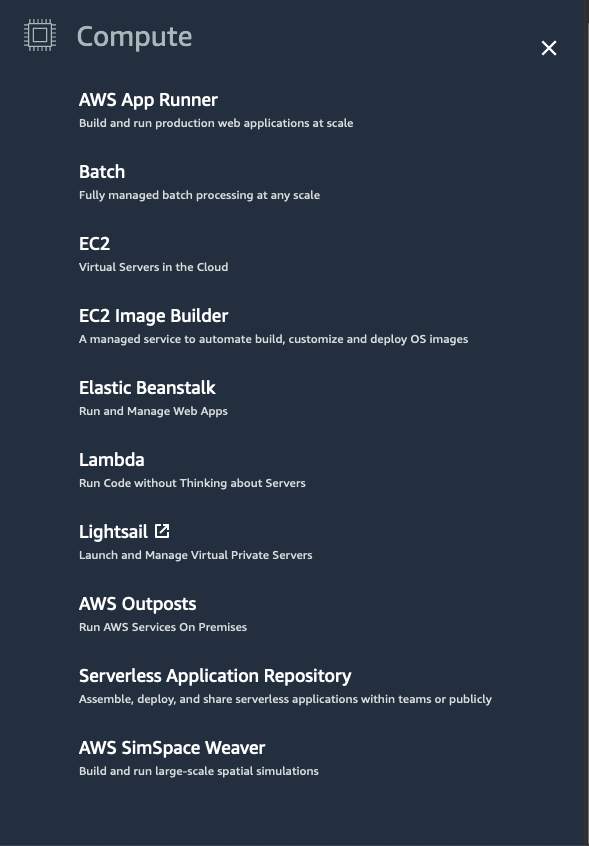 Compute
AWS App Runner
Build and run production web applications at scale
Batch
Fully managed batch processing at any scale
EC2
Virtual Servers in the Cloud
EC2 Image Builder
A managed service to automate build, customize and deploy OS images
Elastic Beanstalk
Run and Manage Web Apps
Lambda
Run Code without Thinking about Servers
Lightsail
Launch and Manage Virtual Private Servers
AWS Outposts
Run AWS Services On Premises
Serverless Application Repository
Assemble, deploy, and share serverless applications within teams or publicly
AWS SimSpace Weaver
Build and run large-scale spatial simulations